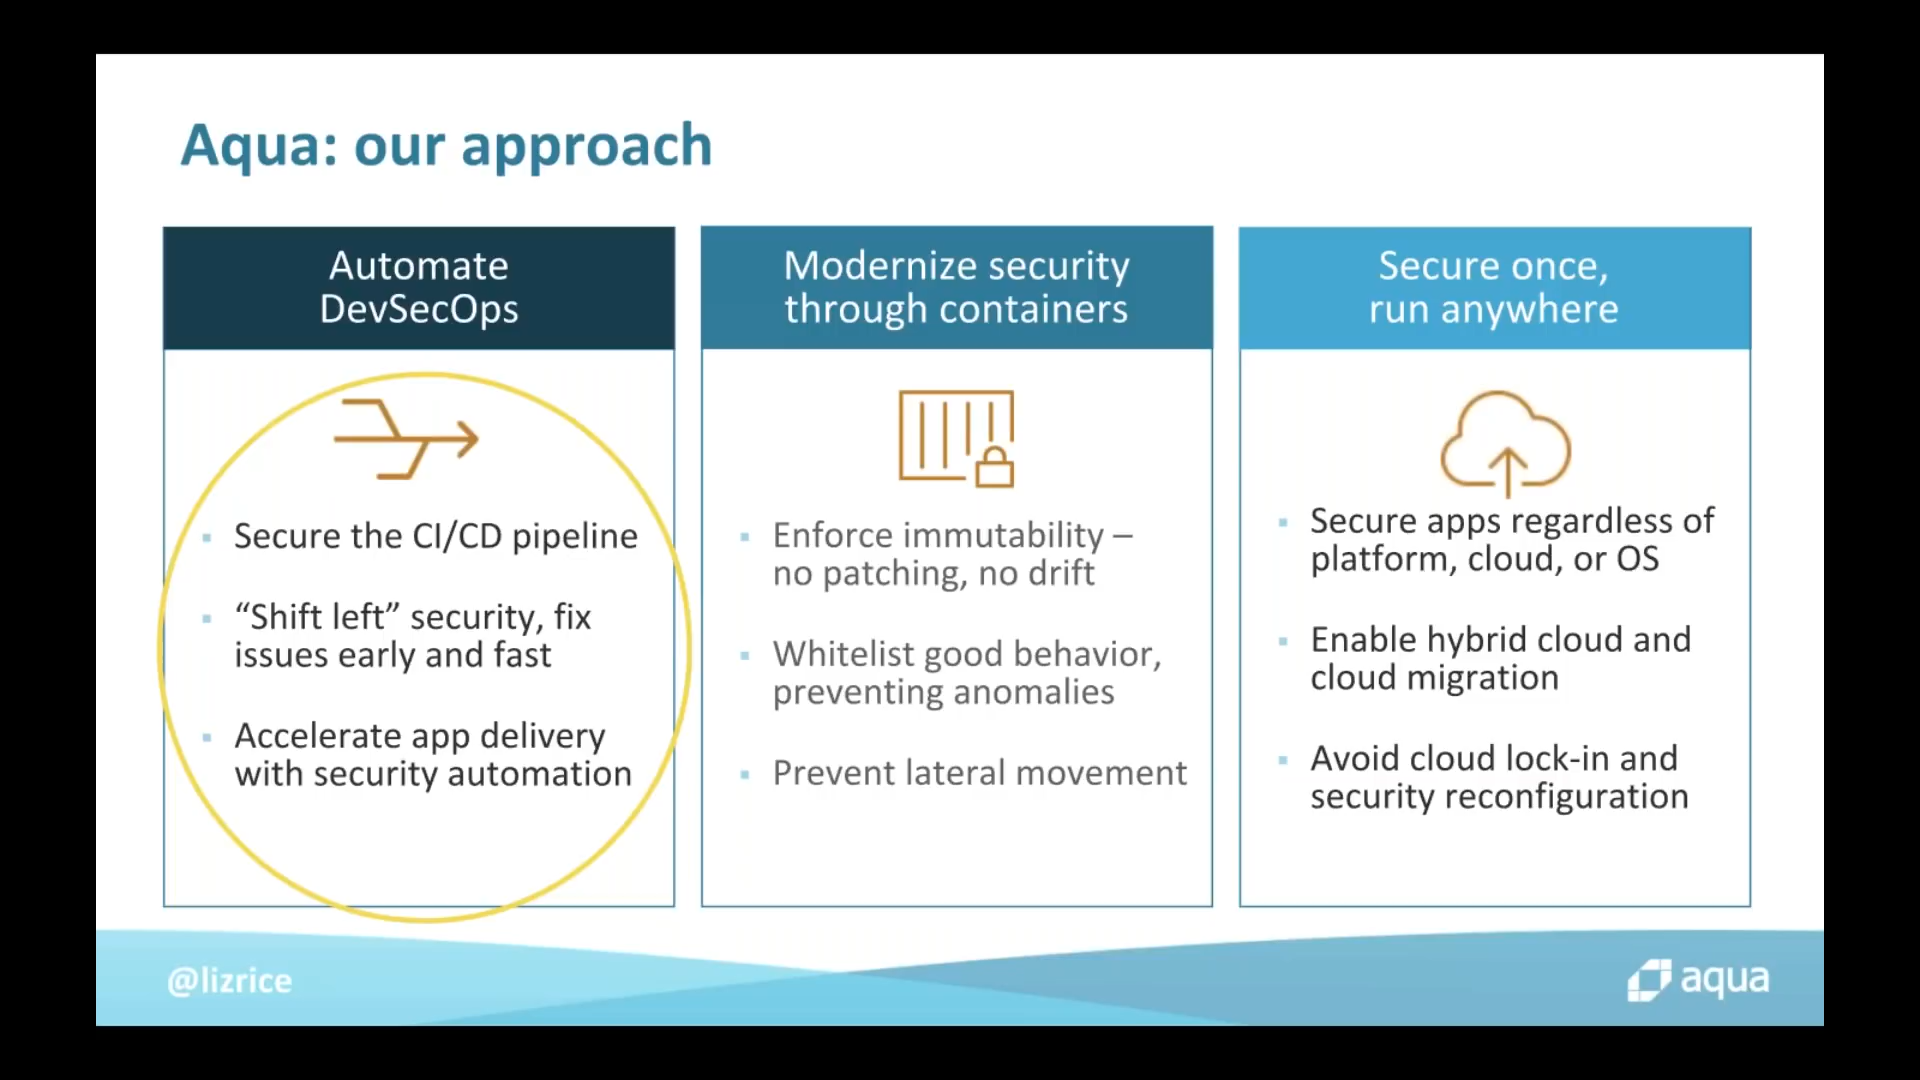 Aqua: our approach
Automate
DevSecOps
Secure the CI/CD pipeline
“Shift left” security, fix
issues early and fast
Accelerate app delivery
with security automation
Modernize security
through containers
Enforce immutability –
no patching, no drift
Whitelist good behavior,
preventing anomalies
Prevent lateral movement
Secure once,
run anywhere
Secure apps regardless of
platform, cloud, or OS
Enable hybrid cloud and
cloud migration
Avoid cloud lock-in and
security reconfiguration
@lizrice
aqua